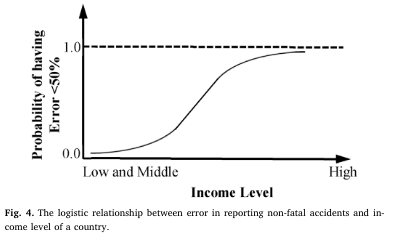 Probability of having
Error <50%
1.0
0.0
Low and Middle
High
Income Level
Fig. 4. The logistic relationship between error in reporting non-fatal accidents and in-
come level of a country.